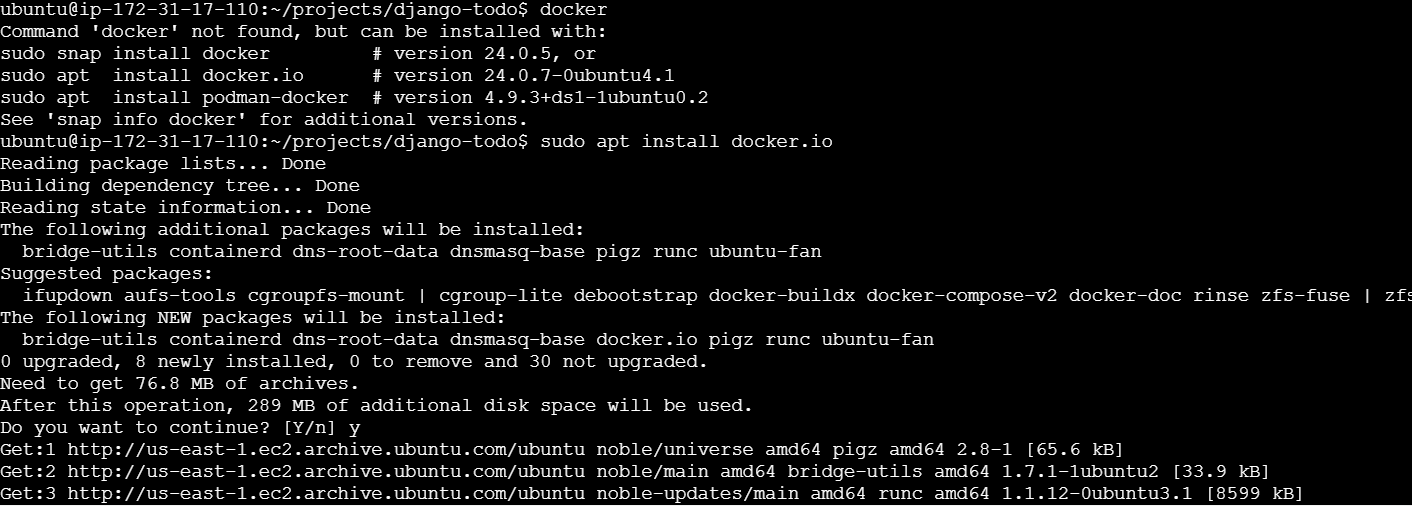 ubuntu@ip-172-31-17-110:~/projects/django-todo$ docker
Command 'docker' not found, but can be installed with:
sudo snap install docker         # version 24.0.5, or
sudo apt  install docker.io      # version 24.0.7-0ubuntu4.1
sudo apt  install podman-docker  # version 4.9.3+ds1-1ubuntu0.2
See 'snap info docker' for additional versions.
ubuntu@ip-172-31-17-110:~/projects/django-todo$ sudo apt install docker.io
Reading package lists... Done
Building dependency tree... Done
Reading state information... Done
The following additional packages will be installed:
  bridge-utils containerd dns-root-data dnsmasq-base pigz runc ubuntu-fan
Suggested packages:
  ifupdown aufs-tools cgroupfs-mount | cgroup-lite debootstrap docker-buildx docker-compose-v2 docker-doc rinse zfs-fuse | zfs
The following NEW packages will be installed:
  bridge-utils containerd dns-root-data dnsmasq-base docker.io pigz runc ubuntu-fan
0 upgraded, 8 newly installed, 0 to remove and 30 not upgraded.
Need to get 76.8 MB of archives.
After this operation, 289 MB of additional disk space will be used.
Do you want to continue? [Y/n] y
Get:1 http://us-east-1.ec2.archive.ubuntu.com/ubuntu noble/universe amd64 pigz amd64 2.8-1 [65.6 kB]
Get:2 http://us-east-1.ec2.archive.ubuntu.com/ubuntu noble/main amd64 bridge-utils amd64 1.7.1-1ubuntu2 [33.9 kB]
Get:3 http://us-east-1.ec2.archive.ubuntu.com/ubuntu noble-updates/main amd64 runc amd64 1.1.12-0ubuntu3.1 [8599 kB]